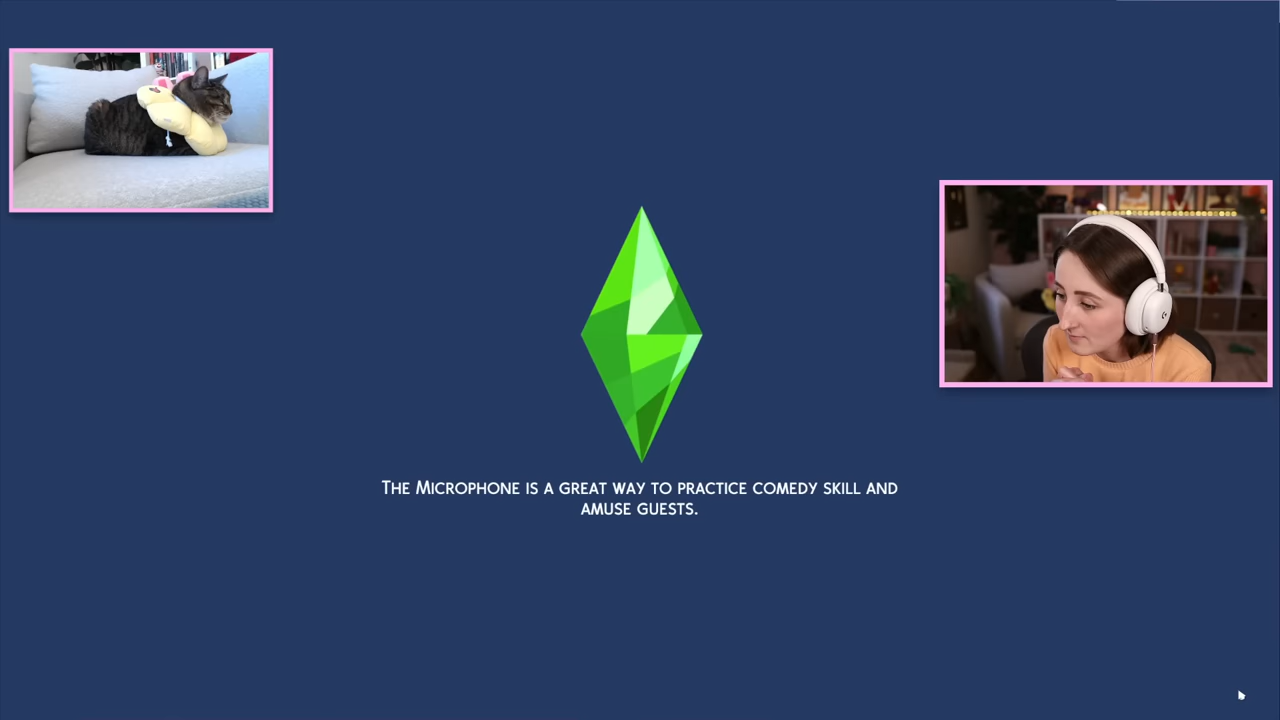 The Microphone is a great way to practice comedy skill and
amuse guests.